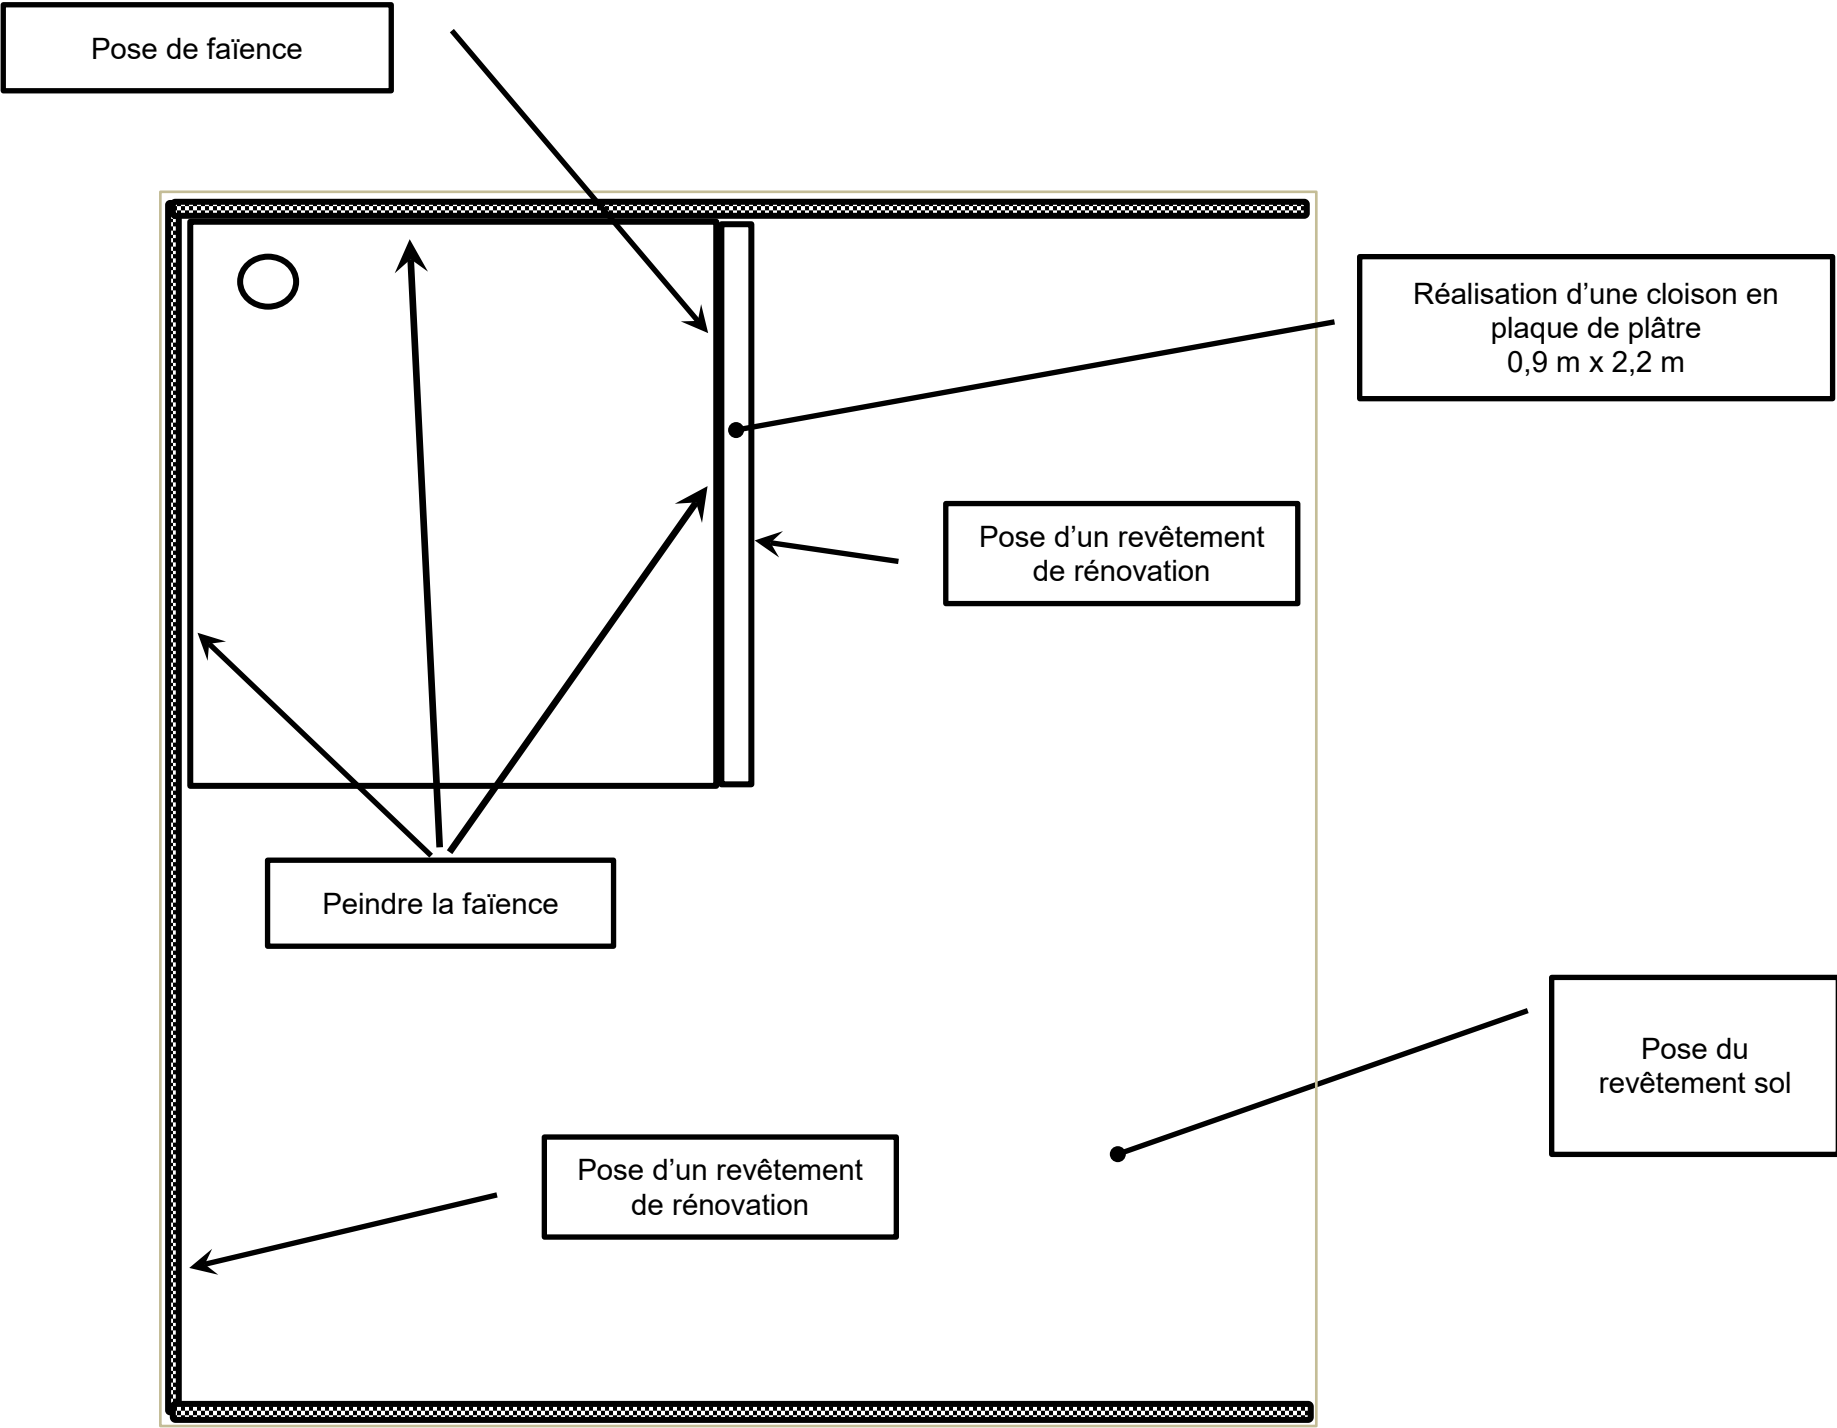 Pose de faïence
Réalisation d’une cloison en
plaque de plâtre
0,9 m x 2,2 m
Pose d’un revêtement
de rénovation
Peindre la faïence
Pose du
revêtement sol
Pose d’un revêtement
de rénovation